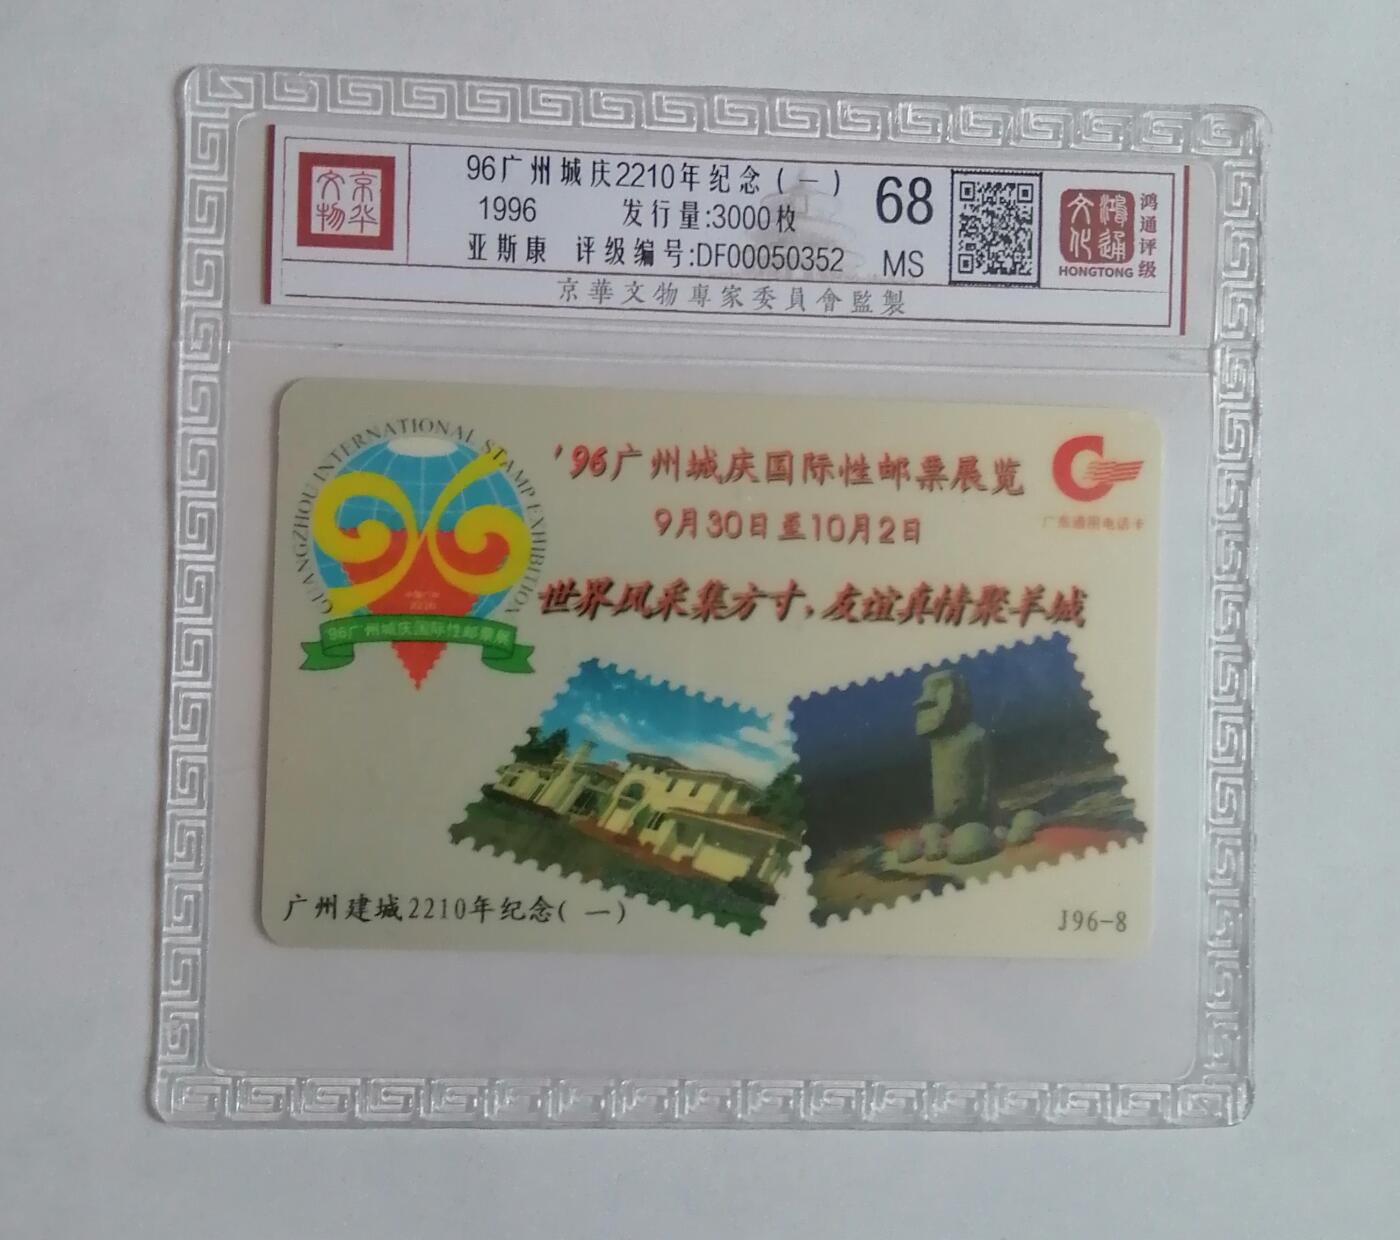 京华文物
96广州城庆2210年纪念(一)
1996 发行量:3000枚
亚斯康 评级编号:DF00050352
68
MS
鸿通文化
HONGTONG
鸿通评级
京華文物專家委員會監製
GUANGZHOU INTERNATIONAL STAMP EXHIBITION
96
2210
'96广州城庆国际性邮票展
'96广州城庆国际性邮票展览
9月30日至10月2日
广东通用电话卡
世界风采集方寸,友谊真情聚羊城
广州建城2210年纪念(一)
J96-8